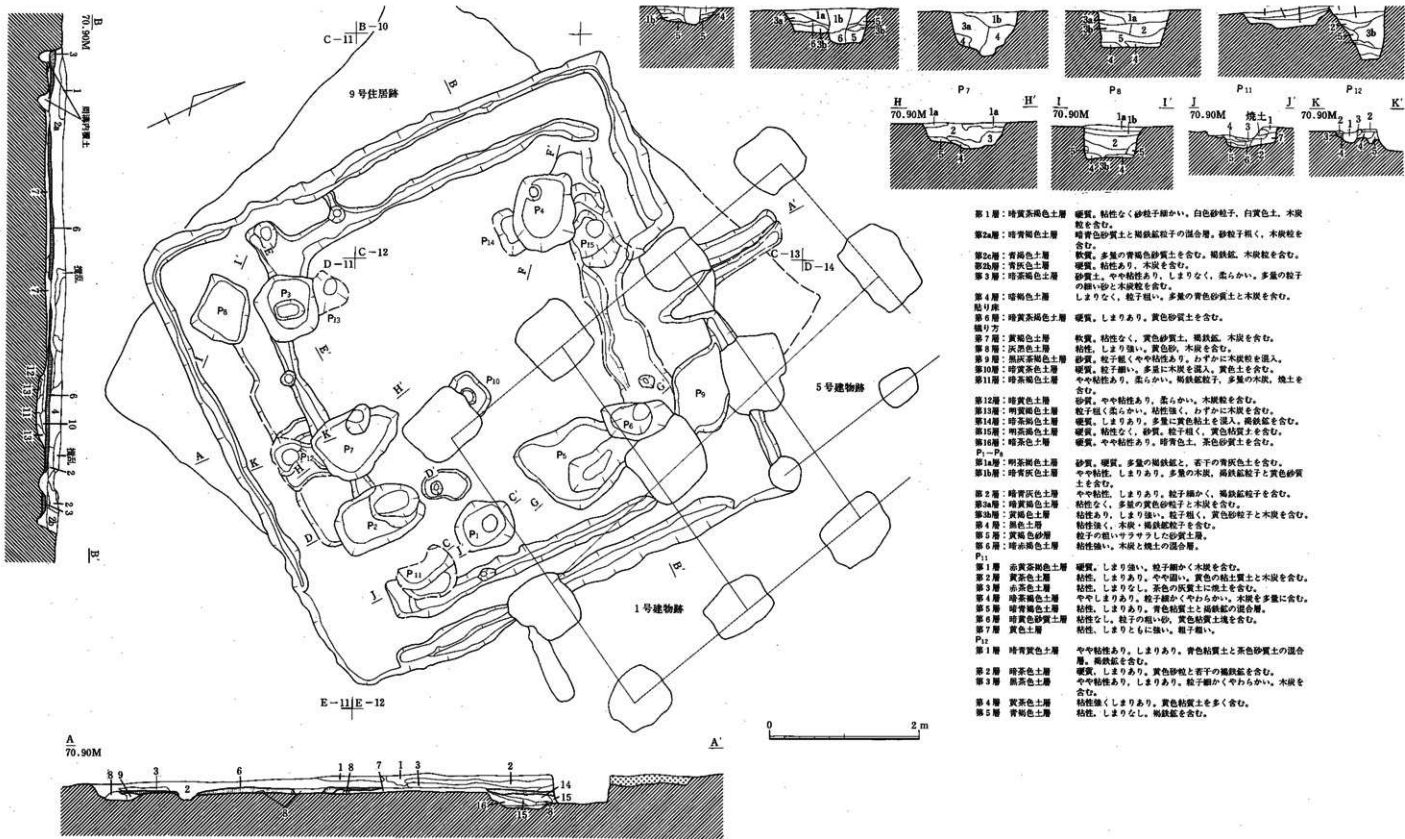 B
70.90M
B'
周溝内覆土
攪乱
攪乱
C-11 B-10
9号住居跡
C-12
D-11
C-13
D-14
E-11 E-12
5号建物跡
1号建物跡
P1
P2
P3
P4
P5
P6
P7
P8
P9
P10
P11
P12
P13
P14
P15
0 2m
A
70.90M
A'
P7 P8 P11 P12
H H' I I' J J' K K'
70.90M 70.90M 70.90M 70.90M
焼土
第1層:暗黄茶褐色土層 硬質。粘性なく砂粒子細かい。白色砂粒子,白黄色土,木炭
粒を含む。
第2a層:暗青褐色土層 暗青色砂質土と褐鉄鉱粒子の混合層。砂粒子粗く,木炭粒を
含む。
第2c層:青褐色土層 軟質。多量の青褐色砂質土を含む。褐鉄鉱,木炭粒を含む。
第2b層:青灰色土層 硬質。粘性あり,木炭を含む。
第3層:暗茶褐色土層 砂質土。やや粘性あり,しまりなく,柔らかい。多量の粒子
の細い砂と木炭粒を含む。
第4層:暗褐色土層 しまりなく,粒子粗い。多量の青色砂質土と木炭を含む。
貼り床
第6層:暗黄茶褐色土層 硬質。しまりあり。黄色砂質土を含む。
掘り方
第7層:黄褐色土層 軟質。粘性なく,黄色砂質土,褐鉄鉱,木炭を含む。
第8層:灰黒色土層 粘性,しまり強い。黄色砂,木炭を含む。
第9層:黒灰茶褐色土層 砂質。粒子粗くやや粘性あり。わずかに木炭粒を混入。
第10層:暗黄茶色土層 硬質。粒子細い。多量に木炭を混入。黄色土を含む。
第11層:暗茶褐色土層 やや粘性あり,柔らかい。褐鉄鉱粒子,多量の木炭,焼土を
含む。
第12層:暗黄色土層 砂質。やや粘性あり,柔らかい。木炭粒を含む。
第13層:明黄褐色土層 粒子粗く柔らかい。粘性強く,わずかに木炭を含む。
第14層:暗茶褐色土層 硬質。しまりあり。多量に黄色粘土を混入。褐鉄鉱を含む。
第15層:明茶褐色土層 硬質。粘性なく,砂質。粒子粗く,黄色粘質土を含む。
第16層:暗茶色土層 硬質。やや粘性あり。暗青色土,茶色砂質土を含む。
P1~P8
第1a層:明茶褐色土層 砂質。硬質。多量の褐鉄鉱と,若干の青灰色土を含む。
第1b層:暗青灰色土層 やや粘性,しまりあり。多量の木炭,褐鉄鉱粒子と黄色砂質
土を含む。
第2層:暗青灰色土層 やや粘性,しまりあり。粒子細かく,褐鉄鉱粒子を含む。
第3a層:暗黄褐色土層 粘性なく,多量の黄色砂粒子と木炭を含む。
第3b層:黄褐色土層 粘性あり,しまり強い。粒子粗く,黄色砂粒子と木炭を含む。
第4層:黒色土層 粘性強く,木炭・褐鉄鉱粒子を含む。
第5層:黄褐色砂層 粒子の粗いサラサラした砂質土層。
第6層:暗赤褐色土層 粘性強い。木炭と焼土の混合層。
P11
第1層 赤黄茶褐色土層 硬質。しまり強い。粒子細かく木炭を含む。
第2層 黄茶色土層 粘性,しまりあり。やや固い。黄色の粘土質土と木炭を含む。
第3層 赤茶色土層 粘性,しまりなし。茶色の灰質土に焼土を含む。
第4層 暗茶褐色土層 ややしまりあり。粒子細かくやわらかい。木炭を多量に含む。
第5層 暗青褐色土層 粘性,しまりあり。青色粘質土と褐鉄鉱の混合層。
第6層 暗黄色砂質土層 粘性なし。粒子の粗い砂,黄色粘質土塊を含む。
第7層 黄色土層 粘性,しまりともに強い。粗子粗い。
P12
第1層 暗青黄色土層 やや粘性あり。しまりあり。青色粘質土と茶色砂質土の混合
層。褐鉄鉱を含む。
第2層 暗茶色土層 硬質,しまりあり。黄色砂粒と若干の褐鉄鉱を含む。
第3層 黒茶色土層 やや粘性あり,しまりあり。粒子細かくやわらかい。木炭を
含む。
第4層 黄茶色土層 粘性強くしまりあり。黄色粘質土を多く含む。
第5層 青褐色土層 粘性,しまりなし。褐鉄鉱を含む。